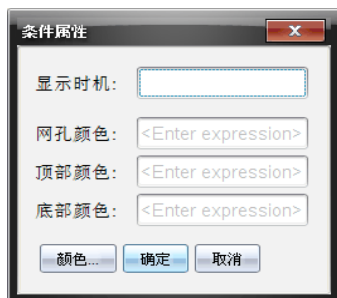 条件属性
显示时机:
网孔颜色: <Enter expression>
顶部颜色: <Enter expression>
底部颜色: <Enter expression>
颜色... 确定 取消